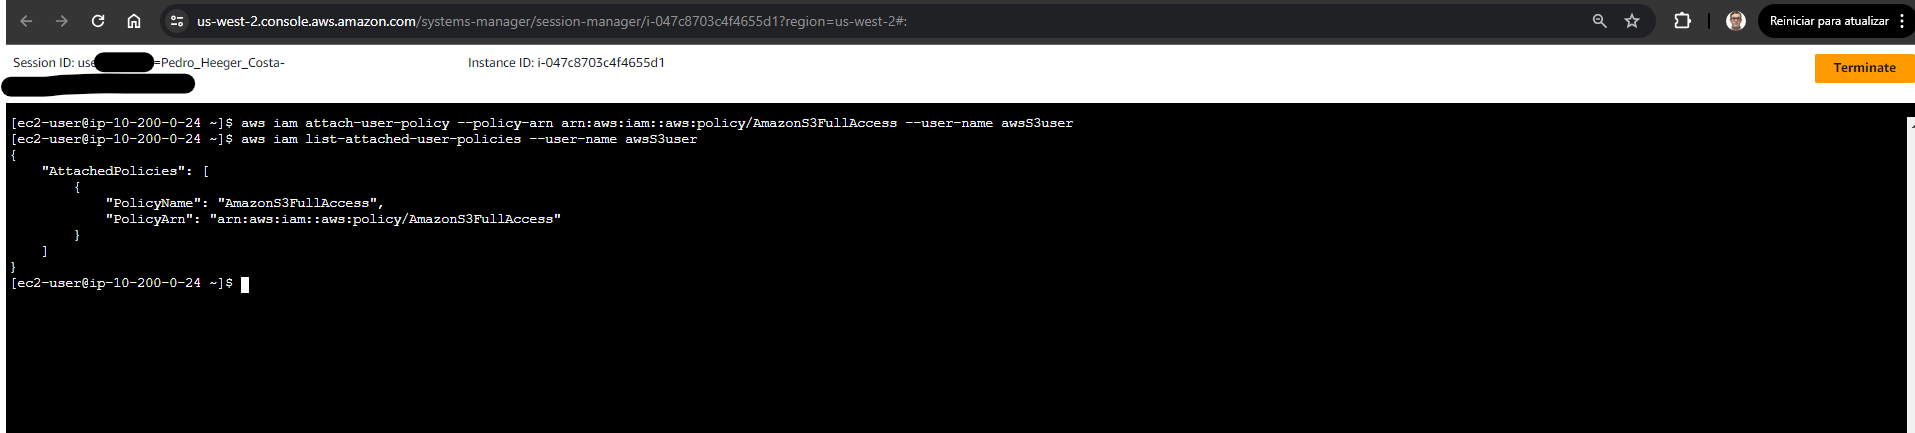 us-west-2.console.aws.amazon.com/systems-manager/session-manager/i-047c8703c4f4655d1?region=us-west-2#:
Reiniciar para atualizar
Session ID: use =Pedro_Heeger_Costa-
Instance ID: i-047c8703c4f4655d1
Terminate
[ec2-user@ip-10-200-0-24 ~]$ aws iam attach-user-policy --policy-arn arn:aws:iam::aws:policy/AmazonS3FullAccess --user-name awsS3user
[ec2-user@ip-10-200-0-24 ~]$ aws iam list-attached-user-policies --user-name awsS3user
{
    "AttachedPolicies": [
        {
            "PolicyName": "AmazonS3FullAccess",
            "PolicyArn": "arn:aws:iam::aws:policy/AmazonS3FullAccess"
        }
    ]
}
[ec2-user@ip-10-200-0-24 ~]$